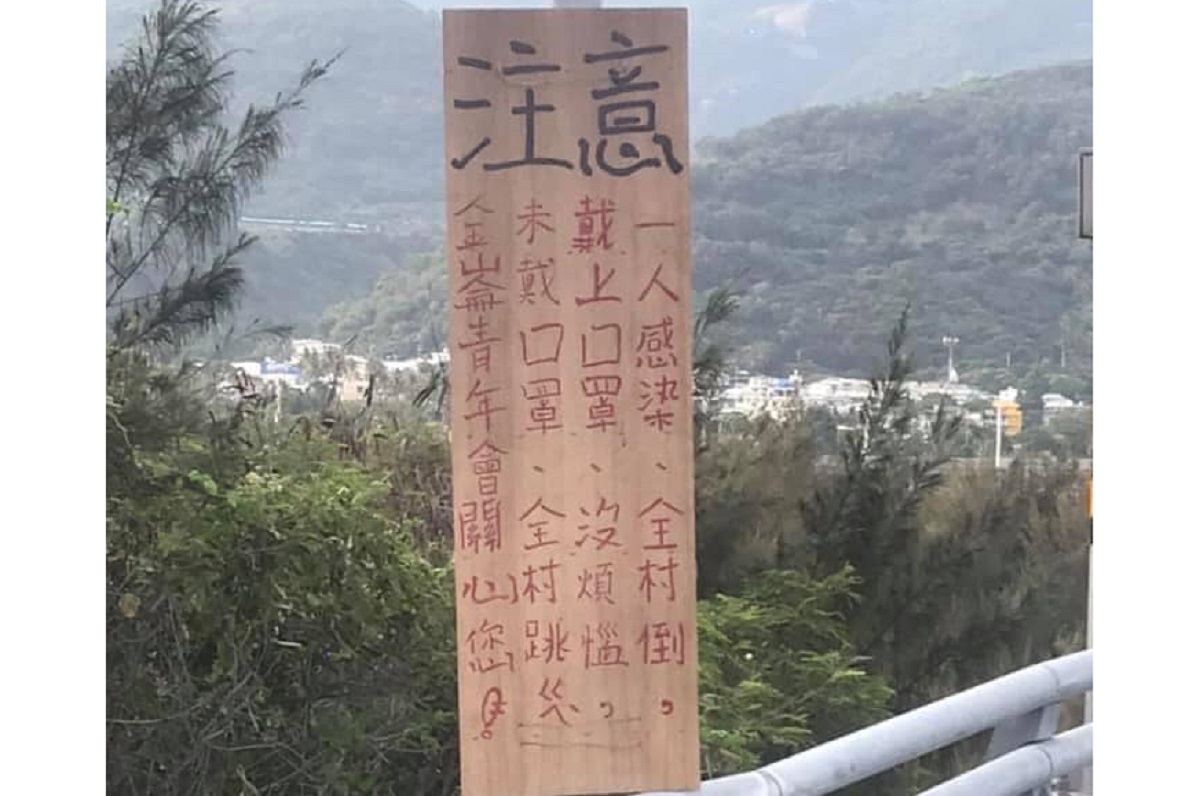 注意
一人感染、全村倒,
戴上口罩、沒煩惱,
未戴口罩、全村跳
金崙青年會關心您!